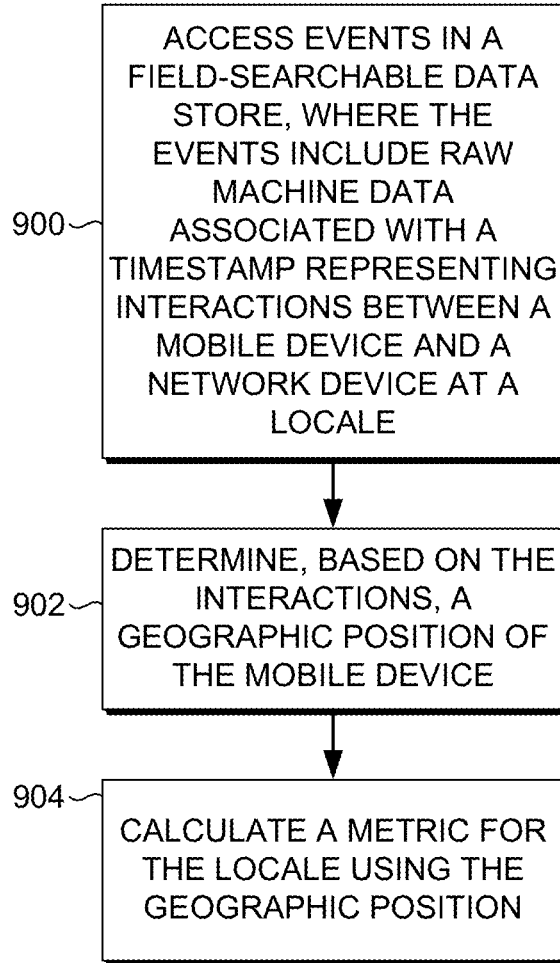 ACCESS EVENTS IN A
FIELD-SEARCHABLE DATA
STORE, WHERE THE
EVENTS INCLUDE RAW
MACHINE DATA
900
ASSOCIATED WITH A
TIMESTAMP REPRESENTING
INTERACTIONS BETWEEN A
MOBILE DEVICE AND A
NETWORK DEVICE AT A
LOCALE
902
DETERMINE, BASED ON THE
INTERACTIONS, A
GEOGRAPHIC POSITION OF
THE MOBILE DEVICE
904
CALCULATE A METRIC FOR
THE LOCALE USING THE
GEOGRAPHIC POSITION